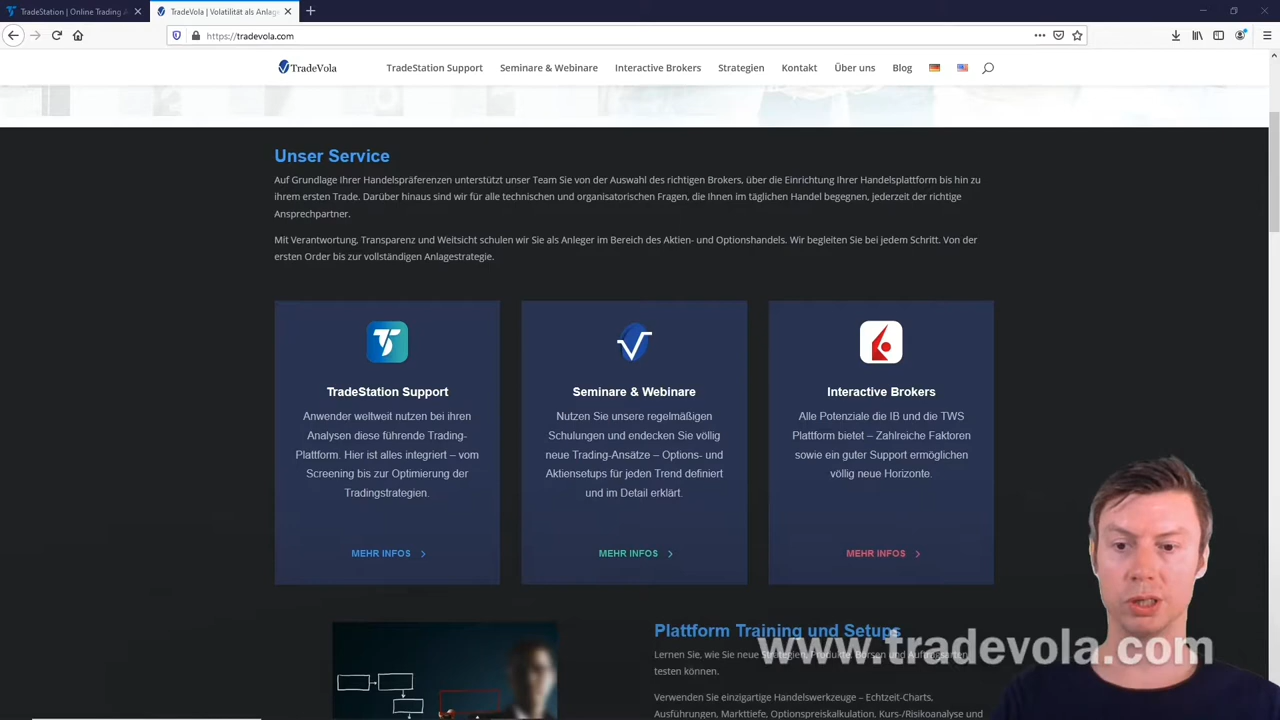 TradeStation | Online Trading
TradeVola | Volatilität als Anlage
https://tradevola.com
TradeVola
TradeStation Support
Seminare & Webinare
Interactive Brokers
Strategien
Kontakt
Über uns
Blog
Unser Service
Auf Grundlage Ihrer Handelspräferenzen unterstützt unser Team Sie von der Auswahl des richtigen Brokers, über die Einrichtung Ihrer Handelsplattform bis hin zu
ihrem ersten Trade. Darüber hinaus sind wir für alle technischen und organisatorischen Fragen, die Ihnen im täglichen Handel begegnen, jederzeit der richtige
Ansprechpartner.
Mit Verantwortung, Transparenz und Weitsicht schulen wir Sie als Anleger im Bereich des Aktien- und Optionshandels. Wir begleiten Sie bei jedem Schritt. Von der
ersten Order bis zur vollständigen Anlagestrategie.
TradeStation Support
Anwender weltweit nutzen bei ihren
Analysen diese führende Trading-
Plattform. Hier ist alles integriert – vom
Screening bis zur Optimierung der
Tradingstrategien.
MEHR INFOS
Seminare & Webinare
Nutzen Sie unsere regelmäßigen
Schulungen und endecken Sie völlig
neue Trading-Ansätze – Options- und
Aktiensetups für jeden Trend definiert
und im Detail erklärt.
MEHR INFOS
Interactive Brokers
Alle Potenziale die IB und die TWS
Plattform bietet – Zahlreiche Faktoren
sowie ein guter Support ermöglichen
völlig neue Horizonte.
MEHR INFOS
Plattform Training und Setups
www.tradevola.com
Lernen Sie, wie Sie neue Strategien, Produkte, Börsen und Auftragsarten
testen können.
Verwenden Sie einzigartige Handelswerkzeuge – Echtzeit-Charts,
Ausführungen, Markttiefe, Optionspreiskalkulation, Kurs-/Risikoanalyse und